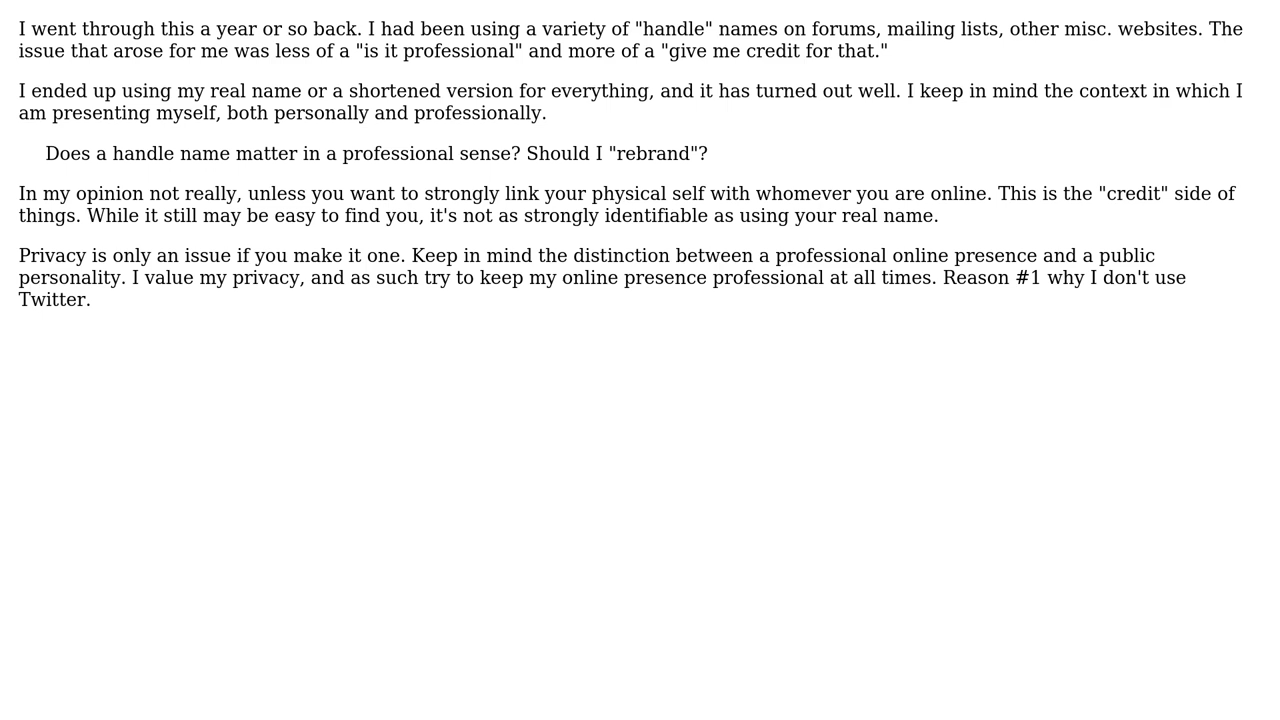 I went through this a year or so back. I had been using a variety of "handle" names on forums, mailing lists, other misc. websites. The
issue that arose for me was less of a "is it professional" and more of a "give me credit for that."
I ended up using my real name or a shortened version for everything, and it has turned out well. I keep in mind the context in which I
am presenting myself, both personally and professionally.
Does a handle name matter in a professional sense? Should I "rebrand"?
In my opinion not really, unless you want to strongly link your physical self with whomever you are online. This is the "credit" side of
things. While it still may be easy to find you, it's not as strongly identifiable as using your real name.
Privacy is only an issue if you make it one. Keep in mind the distinction between a professional online presence and a public
personality. I value my privacy, and as such try to keep my online presence professional at all times. Reason #1 why I don't use
Twitter.